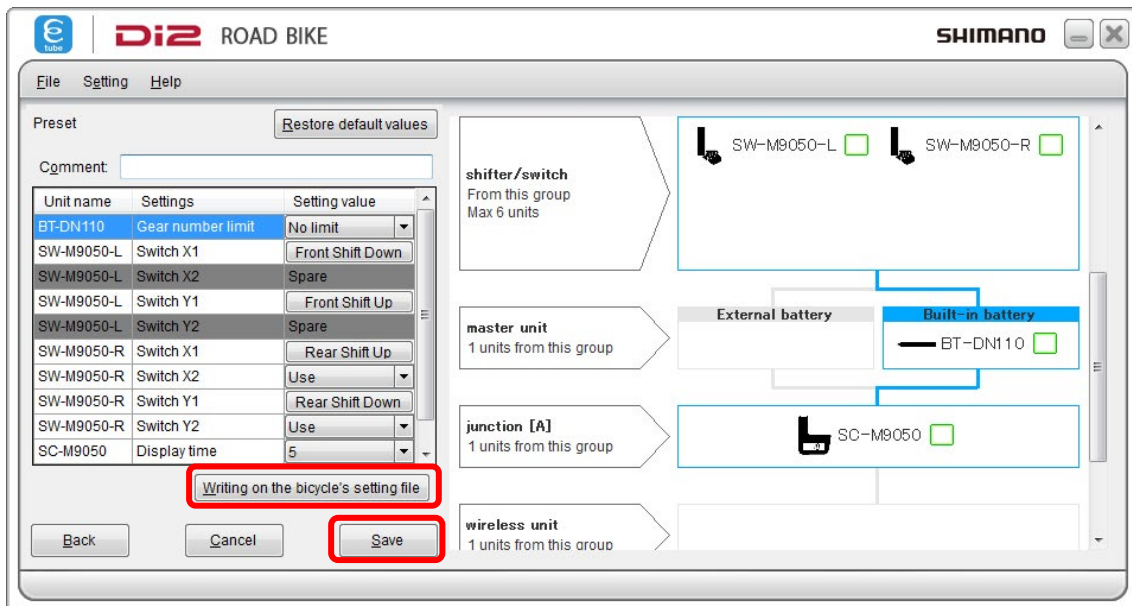 e tube Di2 ROAD BIKE SHIMANO
File Setting Help
Preset Restore default values
Comment:
Unit name Settings Setting value
BT-DN110 Gear number limit No limit
SW-M9050-L Switch X1 Front Shift Down
SW-M9050-L Switch X2 Spare
SW-M9050-L Switch Y1 Front Shift Up
SW-M9050-L Switch Y2 Spare
SW-M9050-R Switch X1 Rear Shift Up
SW-M9050-R Switch X2 Use
SW-M9050-R Switch Y1 Rear Shift Down
SW-M9050-R Switch Y2 Use
SC-M9050 Display time 5
Writing on the bicycle's setting file
Back Cancel Save
shifter/switch
From this group
Max 6 units
SW-M9050-L SW-M9050-R
master unit
1 units from this group
External battery
Built-in battery
BT-DN110
junction [A]
1 units from this group
SC-M9050
wireless unit
1 units from this group